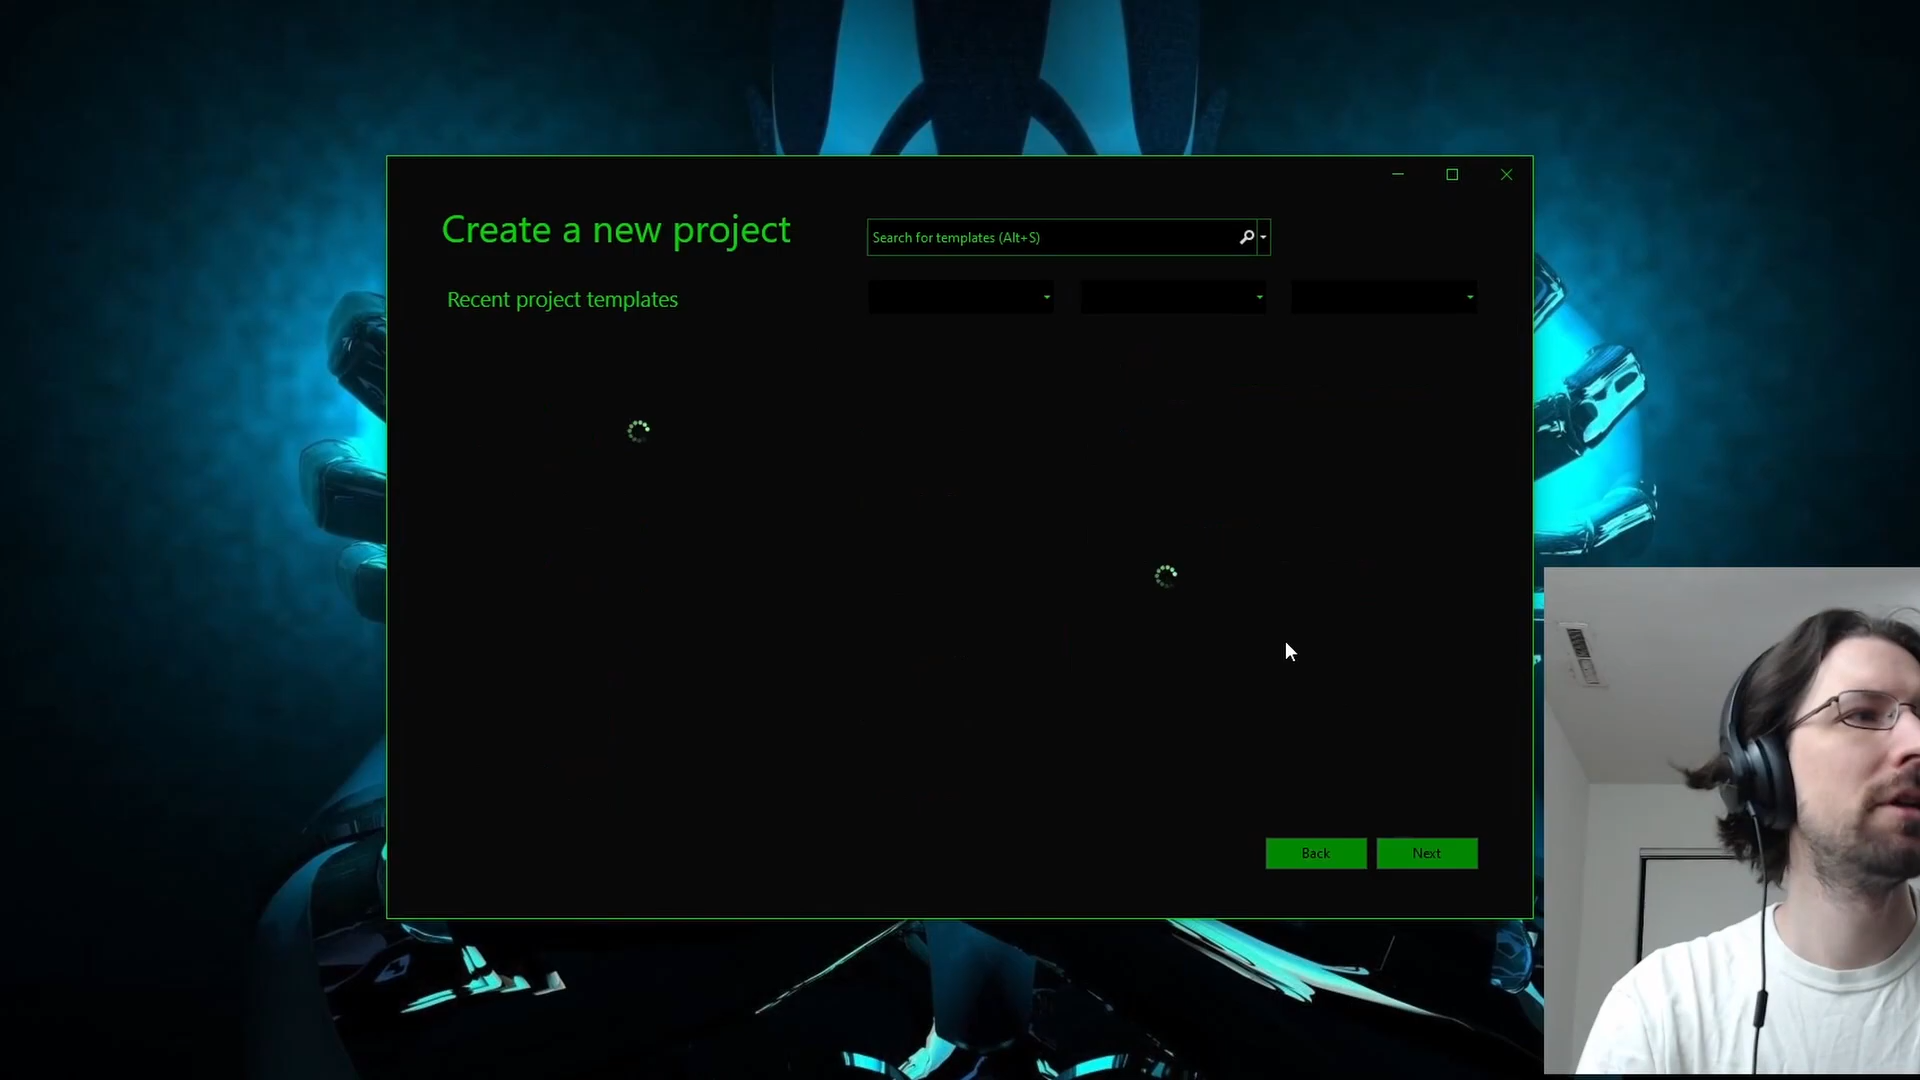 Create a new project
Search for templates (Alt+S)
Recent project templates
Back
Next